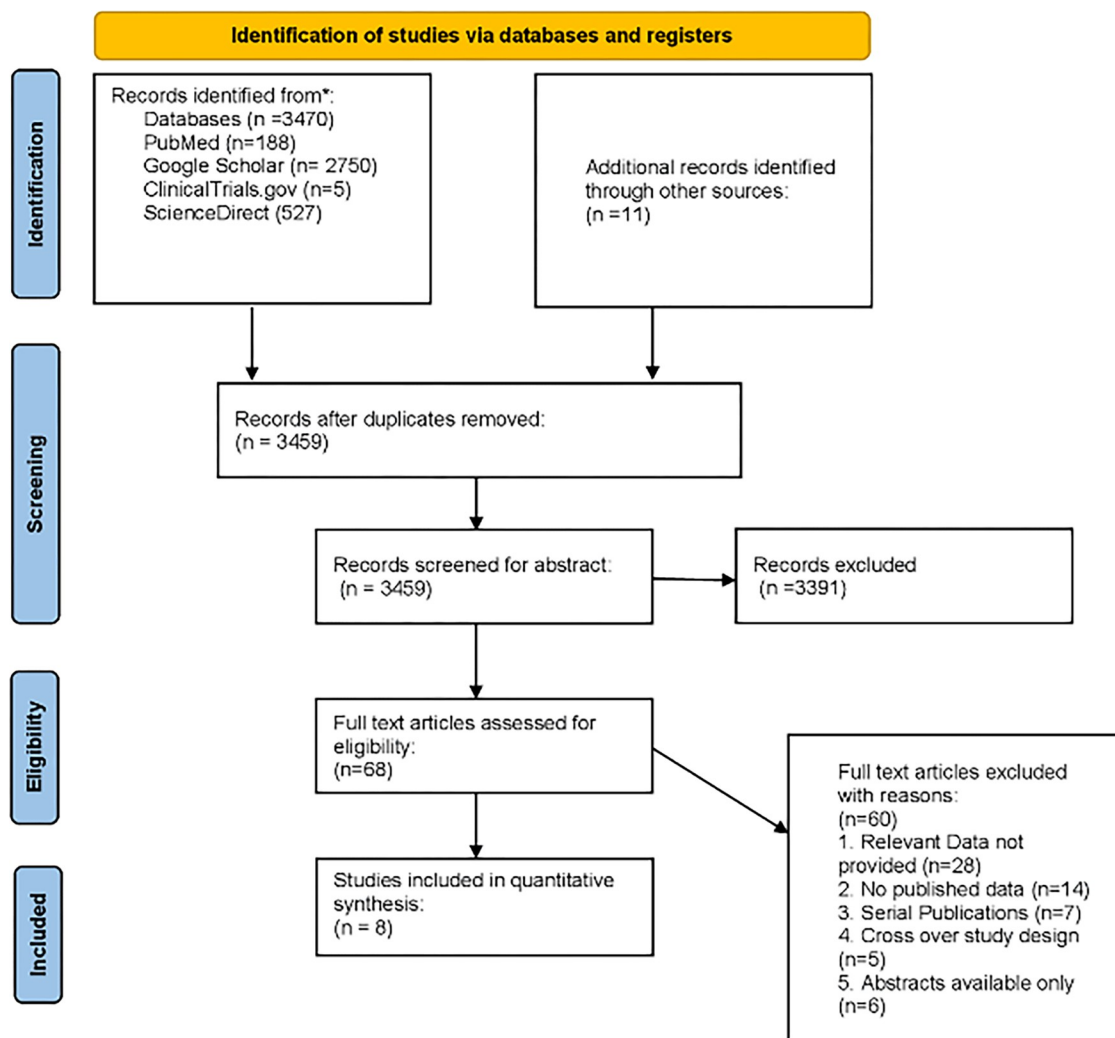 Identification of studies via databases and registers
Identification
Records identified from*:
Databases (n =3470)
PubMed (n=188)
Google Scholar (n= 2750)
ClinicalTrials.gov (n=5)
ScienceDirect (527)
Additional records identified
through other sources:
(n =11)
Screening
Records after duplicates removed:
(n = 3459)
Records screened for abstract:
(n = 3459)
Records excluded
(n =3391)
Eligibility
Full text articles assessed for
eligibility:
(n=68)
Full text articles excluded
with reasons:
(n=60)
1. Relevant Data not
provided (n=28)
2. No published data (n=14)
3. Serial Publications (n=7)
4. Cross over study design
(n=5)
5. Abstracts available only
(n=6)
Included
Studies included in quantitative
synthesis:
(n = 8)